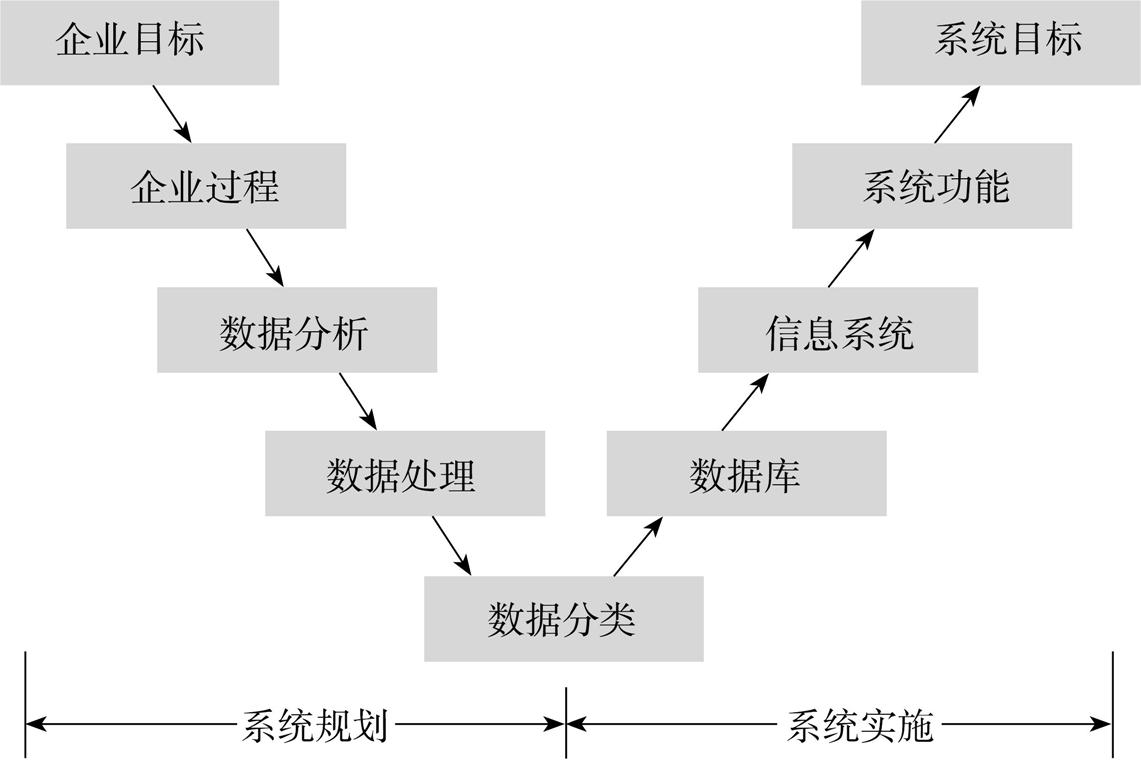 企业目标
系统目标
企业过程
系统功能
数据分析
信息系统
数据处理
数据库
数据分类
系统规划
系统实施